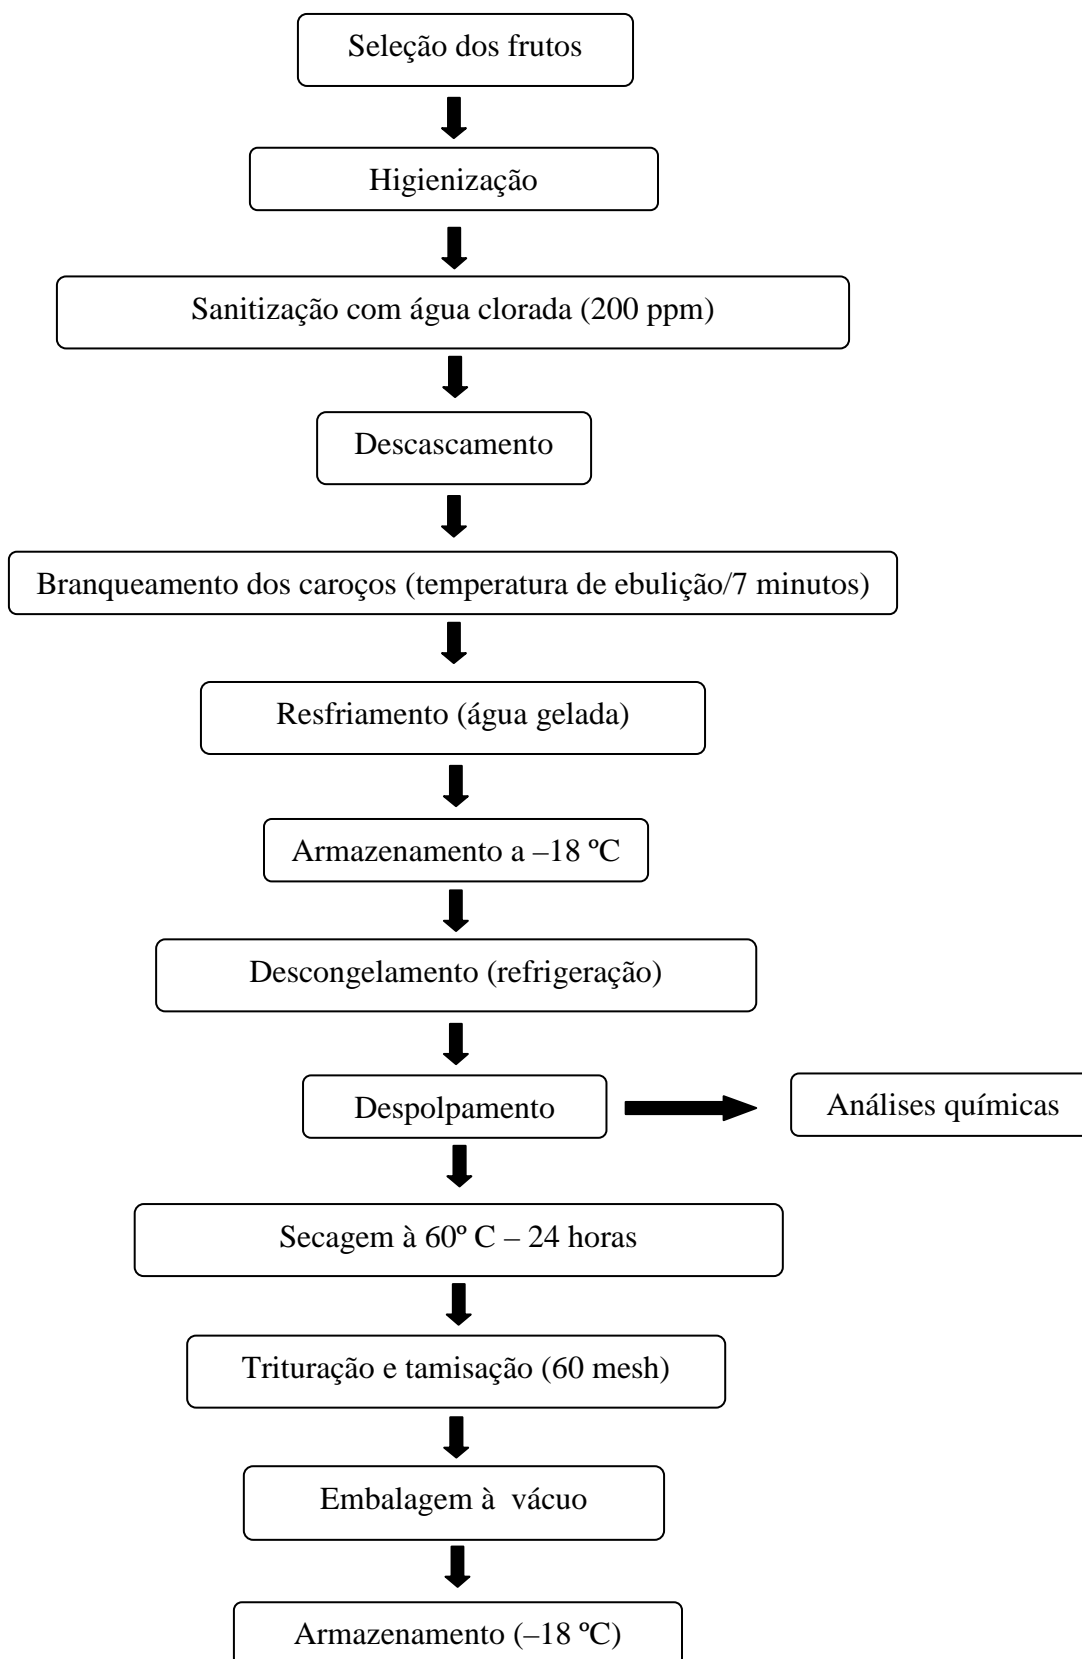 Seleção dos frutos
Higienização
Sanitização com água clorada (200 ppm)
Descascamento
Branqueamento dos caroços (temperatura de ebulição/7 minutos)
Resfriamento (água gelada)
Armazenamento a –18 ºC
Descongelamento (refrigeração)
Despolpamento
Análises químicas
Secagem à 60º C – 24 horas
Trituração e tamisação (60 mesh)
Embalagem à vácuo
Armazenamento (–18 ºC)